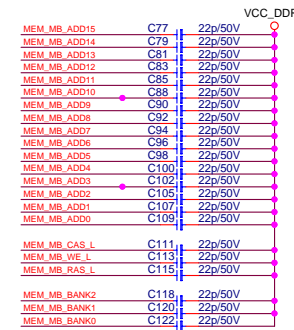 VCC_DDR
MEM_MB_ADD15 C77 22p/50V
MEM_MB_ADD14 C79 22p/50V
MEM_MB_ADD13 C81 22p/50V
MEM_MB_ADD12 C83 22p/50V
MEM_MB_ADD11 C85 22p/50V
MEM_MB_ADD10 C88 22p/50V
MEM_MB_ADD9 C90 22p/50V
MEM_MB_ADD8 C92 22p/50V
MEM_MB_ADD7 C94 22p/50V
MEM_MB_ADD6 C96 22p/50V
MEM_MB_ADD5 C98 22p/50V
MEM_MB_ADD4 C100 22p/50V
MEM_MB_ADD3 C102 22p/50V
MEM_MB_ADD2 C105 22p/50V
MEM_MB_ADD1 C107 22p/50V
MEM_MB_ADD0 C109 22p/50V
MEM_MB_CAS_L C111 22p/50V
MEM_MB_WE_L C113 22p/50V
MEM_MB_RAS_L C115 22p/50V
MEM_MB_BANK2 C118 22p/50V
MEM_MB_BANK1 C120 22p/50V
MEM_MB_BANK0 C122 22p/50V